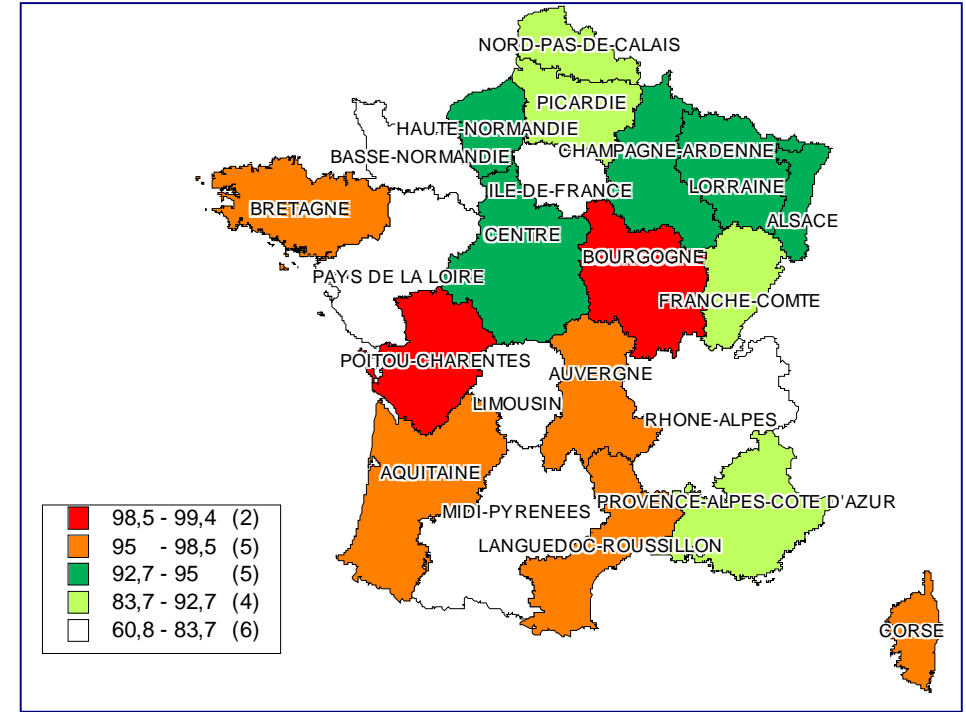 NORD-PAS-DE-CALAIS
PICARDIE
HAUTE-NORMANDIE
BASSE-NORMANDIE
CHAMPAGNE-ARDENNE
ILE-DE-FRANCE
LORRAINE
ALSACE
BRETAGNE
CENTRE
BOURGOGNE
PAYS DE LA LOIRE
FRANCHE-COMTE
POITOU-CHARENTES
AUVERGNE
LIMOUSIN
RHONE-ALPES
AQUITAINE
MIDI-PYRENEES
PROVENCE-ALPES-COTE D'AZUR
LANGUEDOC-ROUSSILLON
CORSE
98,5 - 99,4 (2)
95 - 98,5 (5)
92,7 - 95 (5)
83,7 - 92,7 (4)
60,8 - 83,7 (6)